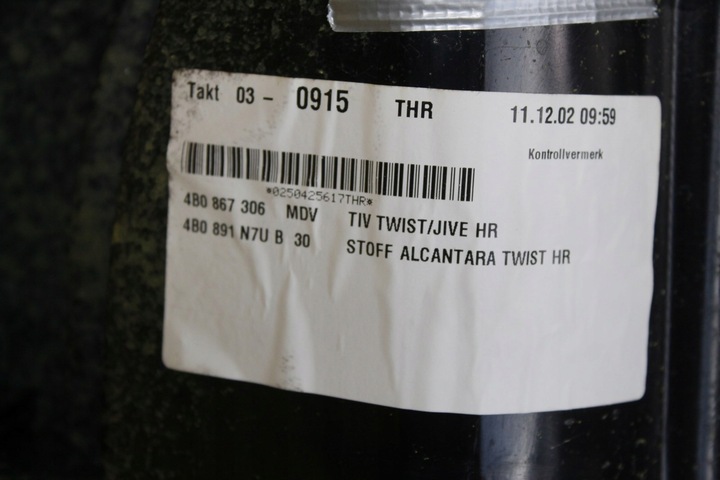 Takt 03 - 0915 THR 11.12.02 09:59
Kontrollvermerk
*0250425617THR*
4B0 867 306 MDV TIV TWIST/JIVE HR
4B0 891 N7U B 30 STOFF ALCANTARA TWIST HR